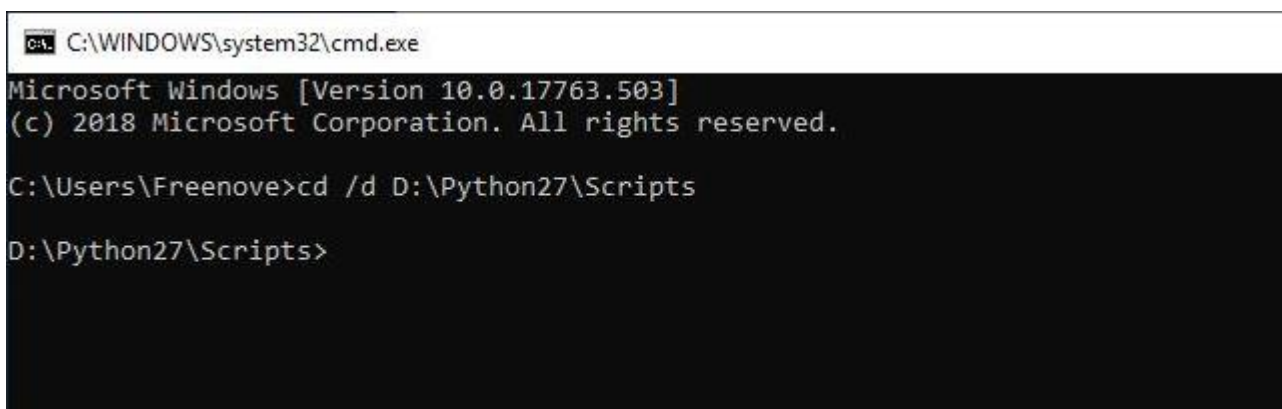 C:\WINDOWS\system32\cmd.exe
Microsoft Windows [Version 10.0.17763.503]
(c) 2018 Microsoft Corporation. All rights reserved.
C:\Users\Freenove>cd /d D:\Python27\Scripts
D:\Python27\Scripts>